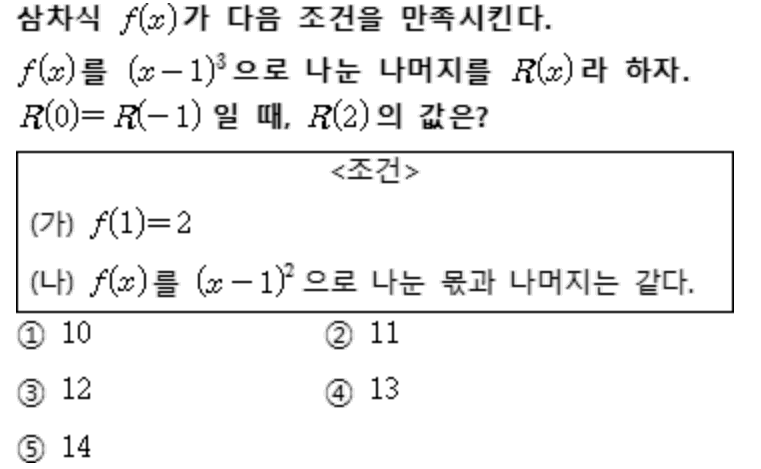 삼차식 f(x)가 다음 조건을 만족시킨다.
f(x)를 (x-1)³으로 나눈 나머지를 R(x)라 하자.
R(0)=R(-1) 일 때, R(2)의 값은?
<조건>
(가) f(1)=2
(나) f(x)를 (x-1)²으로 나눈 몫과 나머지는 같다.
① 10 ② 11
③ 12 ④ 13
⑤ 14